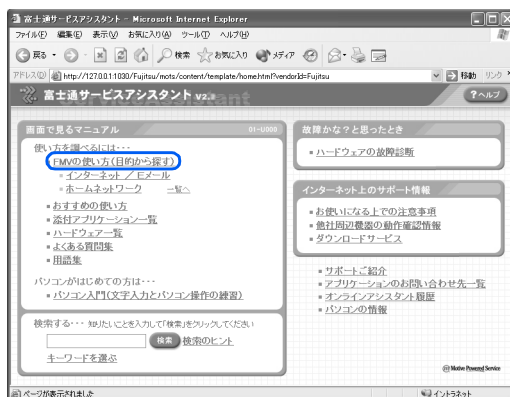 富士通サービスアシスタント - Microsoft Internet Explorer
ファイル(F) 編集(E) 表示(V) お気に入り(A) ツール(T) ヘルプ(H)
戻る 検索 お気に入り メディア
アドレス(D) http://127.0.0.1:1030/Fujitsu/mots/content/template/home.html?vendorId=Fujitsu 移動 リンク
富士通サービスアシスタント V2.8 ?ヘルプ
画面で見るマニュアル 01-U000
使い方を調べるには・・・
FMVの使い方(目的から探す)
インターネット / Eメール
ホームネットワーク 一覧へ
おすすめの使い方
添付アプリケーション一覧
ハードウェア一覧
よくある質問集
用語集
パソコンがはじめての方は・・・
パソコン入門(文字入力とパソコン操作の練習)
検索する・・・ 知りたいことを入力して「検索」をクリックしてください
検索 検索のヒント
キーワードを選ぶ
故障かな?と思ったとき
ハードウェアの故障診断
インターネット上のサポート情報
お使いになる上での注意事項
他社周辺機器の動作確認情報
ダウンロードサービス
サポートご紹介
アプリケーションのお問い合わせ先一覧
オンラインアシスタント履歴
パソコンの情報
Motive Powered Service
ページが表示されました イントラネット